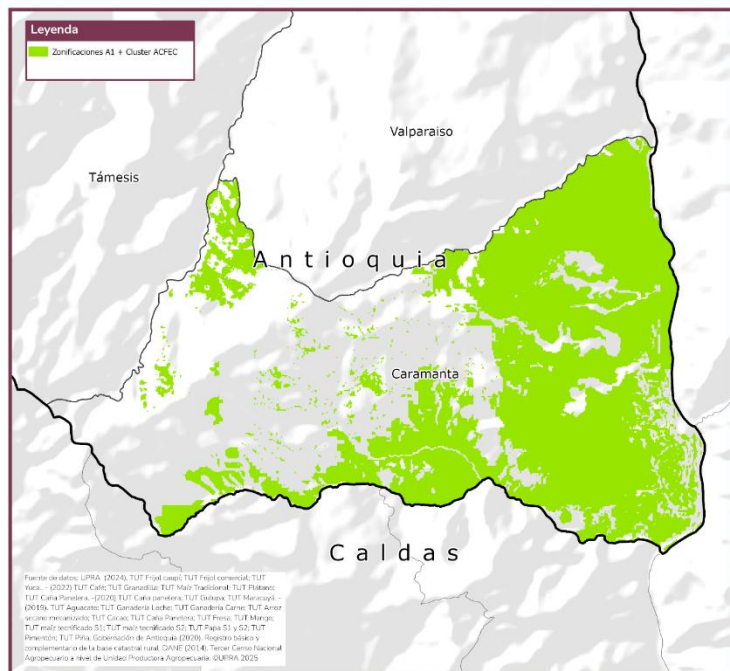 Leyenda
Zonificaciones A1 + Cluster ACFEC
Valparaiso
Támesis
Antioquia
Caramanta
Caldas
Fuente de datos: UPRA (2024), TUT Frijol caupí; TUT Frijol comercial; TUT
Yuca. - (2022) TUT Café; TUT Granadilla; TUT Maíz Tradicional; TUT Plátano;
TUT Caña Panelera. -(2020) TUT Caña panelera; TUT Gulupa; TUT Maracuyá. -
(2019). TUT Aguacate; TUT Ganadería Leche; TUT Ganadería Carne; TUT Arroz
secano mecanizado; TUT Cacao; TUT Caña Panelera; TUT Fresa; TUT Mango;
TUT maíz tecnificado S1; TUT maíz tecnificado S2; TUT Papa S1 y S2; TUT
Pimentón; TUT Piña. Gobernación de Antioquia (2020). Registro básico y
complementario de la base catastral rural. DANE (2014). Tercer Censo Nacional
Agropecuario a nivel de Unidad Productora Agropecuaria. ©UPRA 2025